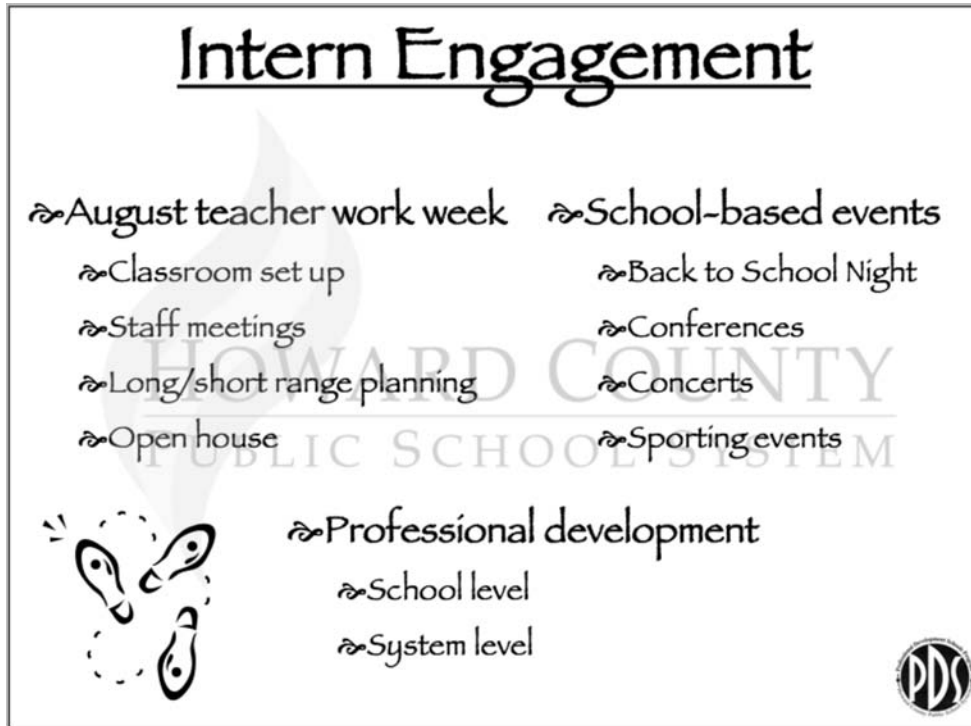 Intern Engagement
August teacher work week
Classroom set up
Staff meetings
Long/short range planning
Open house
School-based events
Back to School Night
Conferences
Concerts
Sporting events
HOWARD COUNTY
PUBLIC SCHOOL SYSTEM
Professional development
School level
System level
PDS